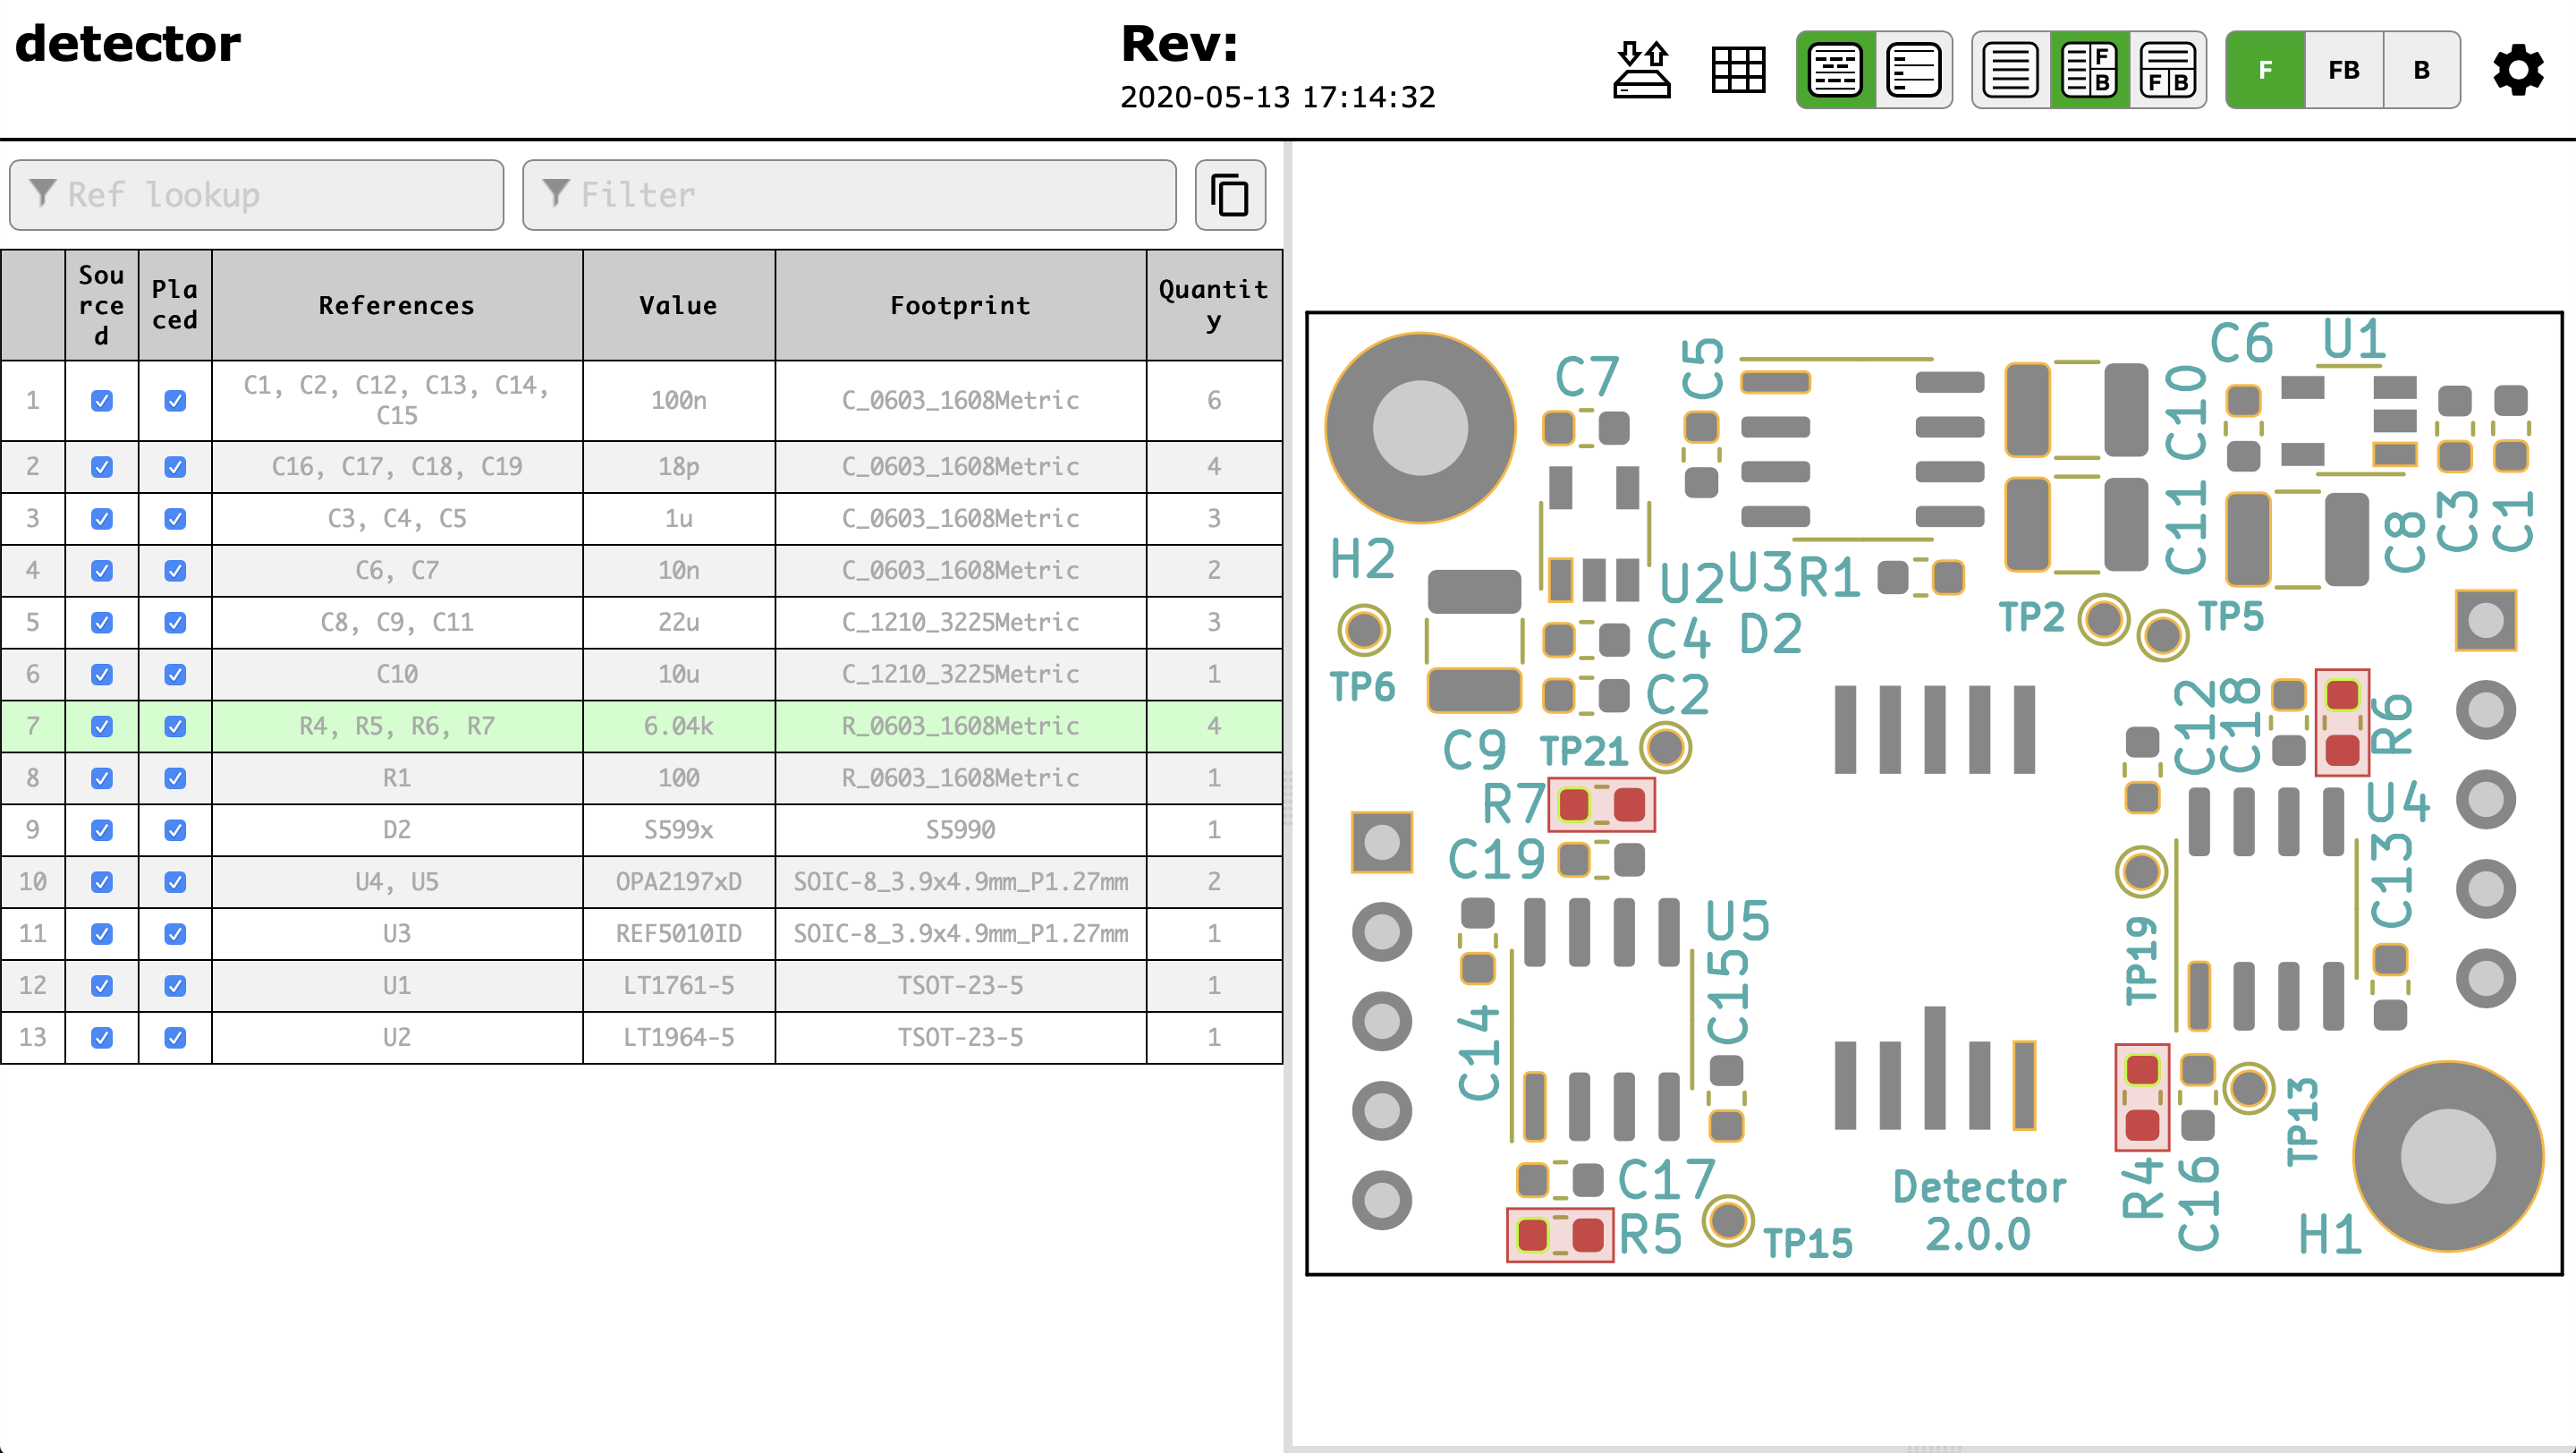 detector
Rev:
2020-05-13 17:14:32
F
B
F B
F
FB
B
Ref lookup
Filter
Sourced Placed References Value Footprint Quantity
1 C1, C2, C12, C13, C14, C15 100n C_0603_1608Metric 6
2 C16, C17, C18, C19 18p C_0603_1608Metric 4
3 C3, C4, C5 1u C_0603_1608Metric 3
4 C6, C7 10n C_0603_1608Metric 2
5 C8, C9, C11 22u C_1210_3225Metric 3
6 C10 10u C_1210_3225Metric 1
7 R4, R5, R6, R7 6.04k R_0603_1608Metric 4
8 R1 100 R_0603_1608Metric 1
9 D2 S599x S5990 1
10 U4, U5 OPA2197xD SOIC-8_3.9x4.9mm_P1.27mm 2
11 U3 REF5010ID SOIC-8_3.9x4.9mm_P1.27mm 1
12 U1 LT1761-5 TSOT-23-5 1
13 U2 LT1964-5 TSOT-23-5 1
C7
C5
C10
C6
U1
H2
U2
U3
R1
C11
C8
C3
C1
TP6
C4
D2
TP2
TP5
C2
C9
TP21
C12
C18
R6
R7
U4
C19
C13
U5
TP19
C14
C15
C17
R5
TP15
Detector
2.0.0
R4
C16
TP13
H1